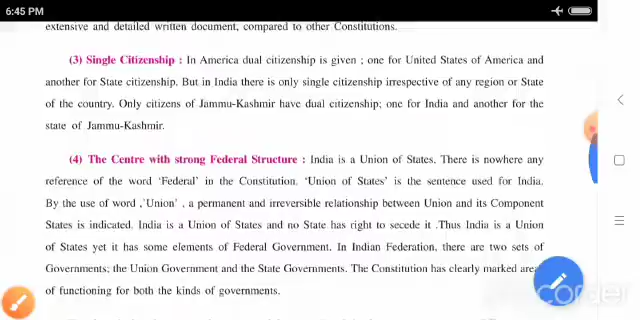 6:45 PM
extensive and detailed written document, compared to other Constitutions.
(3) Single Citizenship : In America dual citizenship is given ; one for United States of America and
another for State citizenship. But in India there is only single citizenship irrespective of any region or State
of the country. Only citizens of Jammu-Kashmir have dual citizenship; one for India and another for the
state of Jammu-Kashmir.
(4) The Centre with strong Federal Structure : India is a Union of States. There is nowhere any
reference of the word 'Federal' in the Constitution. 'Union of States' is the sentence used for India.
By the use of word ,'Union' , a permanent and irreversible relationship between Union and its Component
States is indicated. India is a Union of States and no State has right to secede it .Thus India is a Union
of States yet it has some elements of Federal Government. In Indian Federation, there are two sets of
Governments; the Union Government and the State Governments. The Constitution has clearly marked
of functioning for both the kinds of governments.